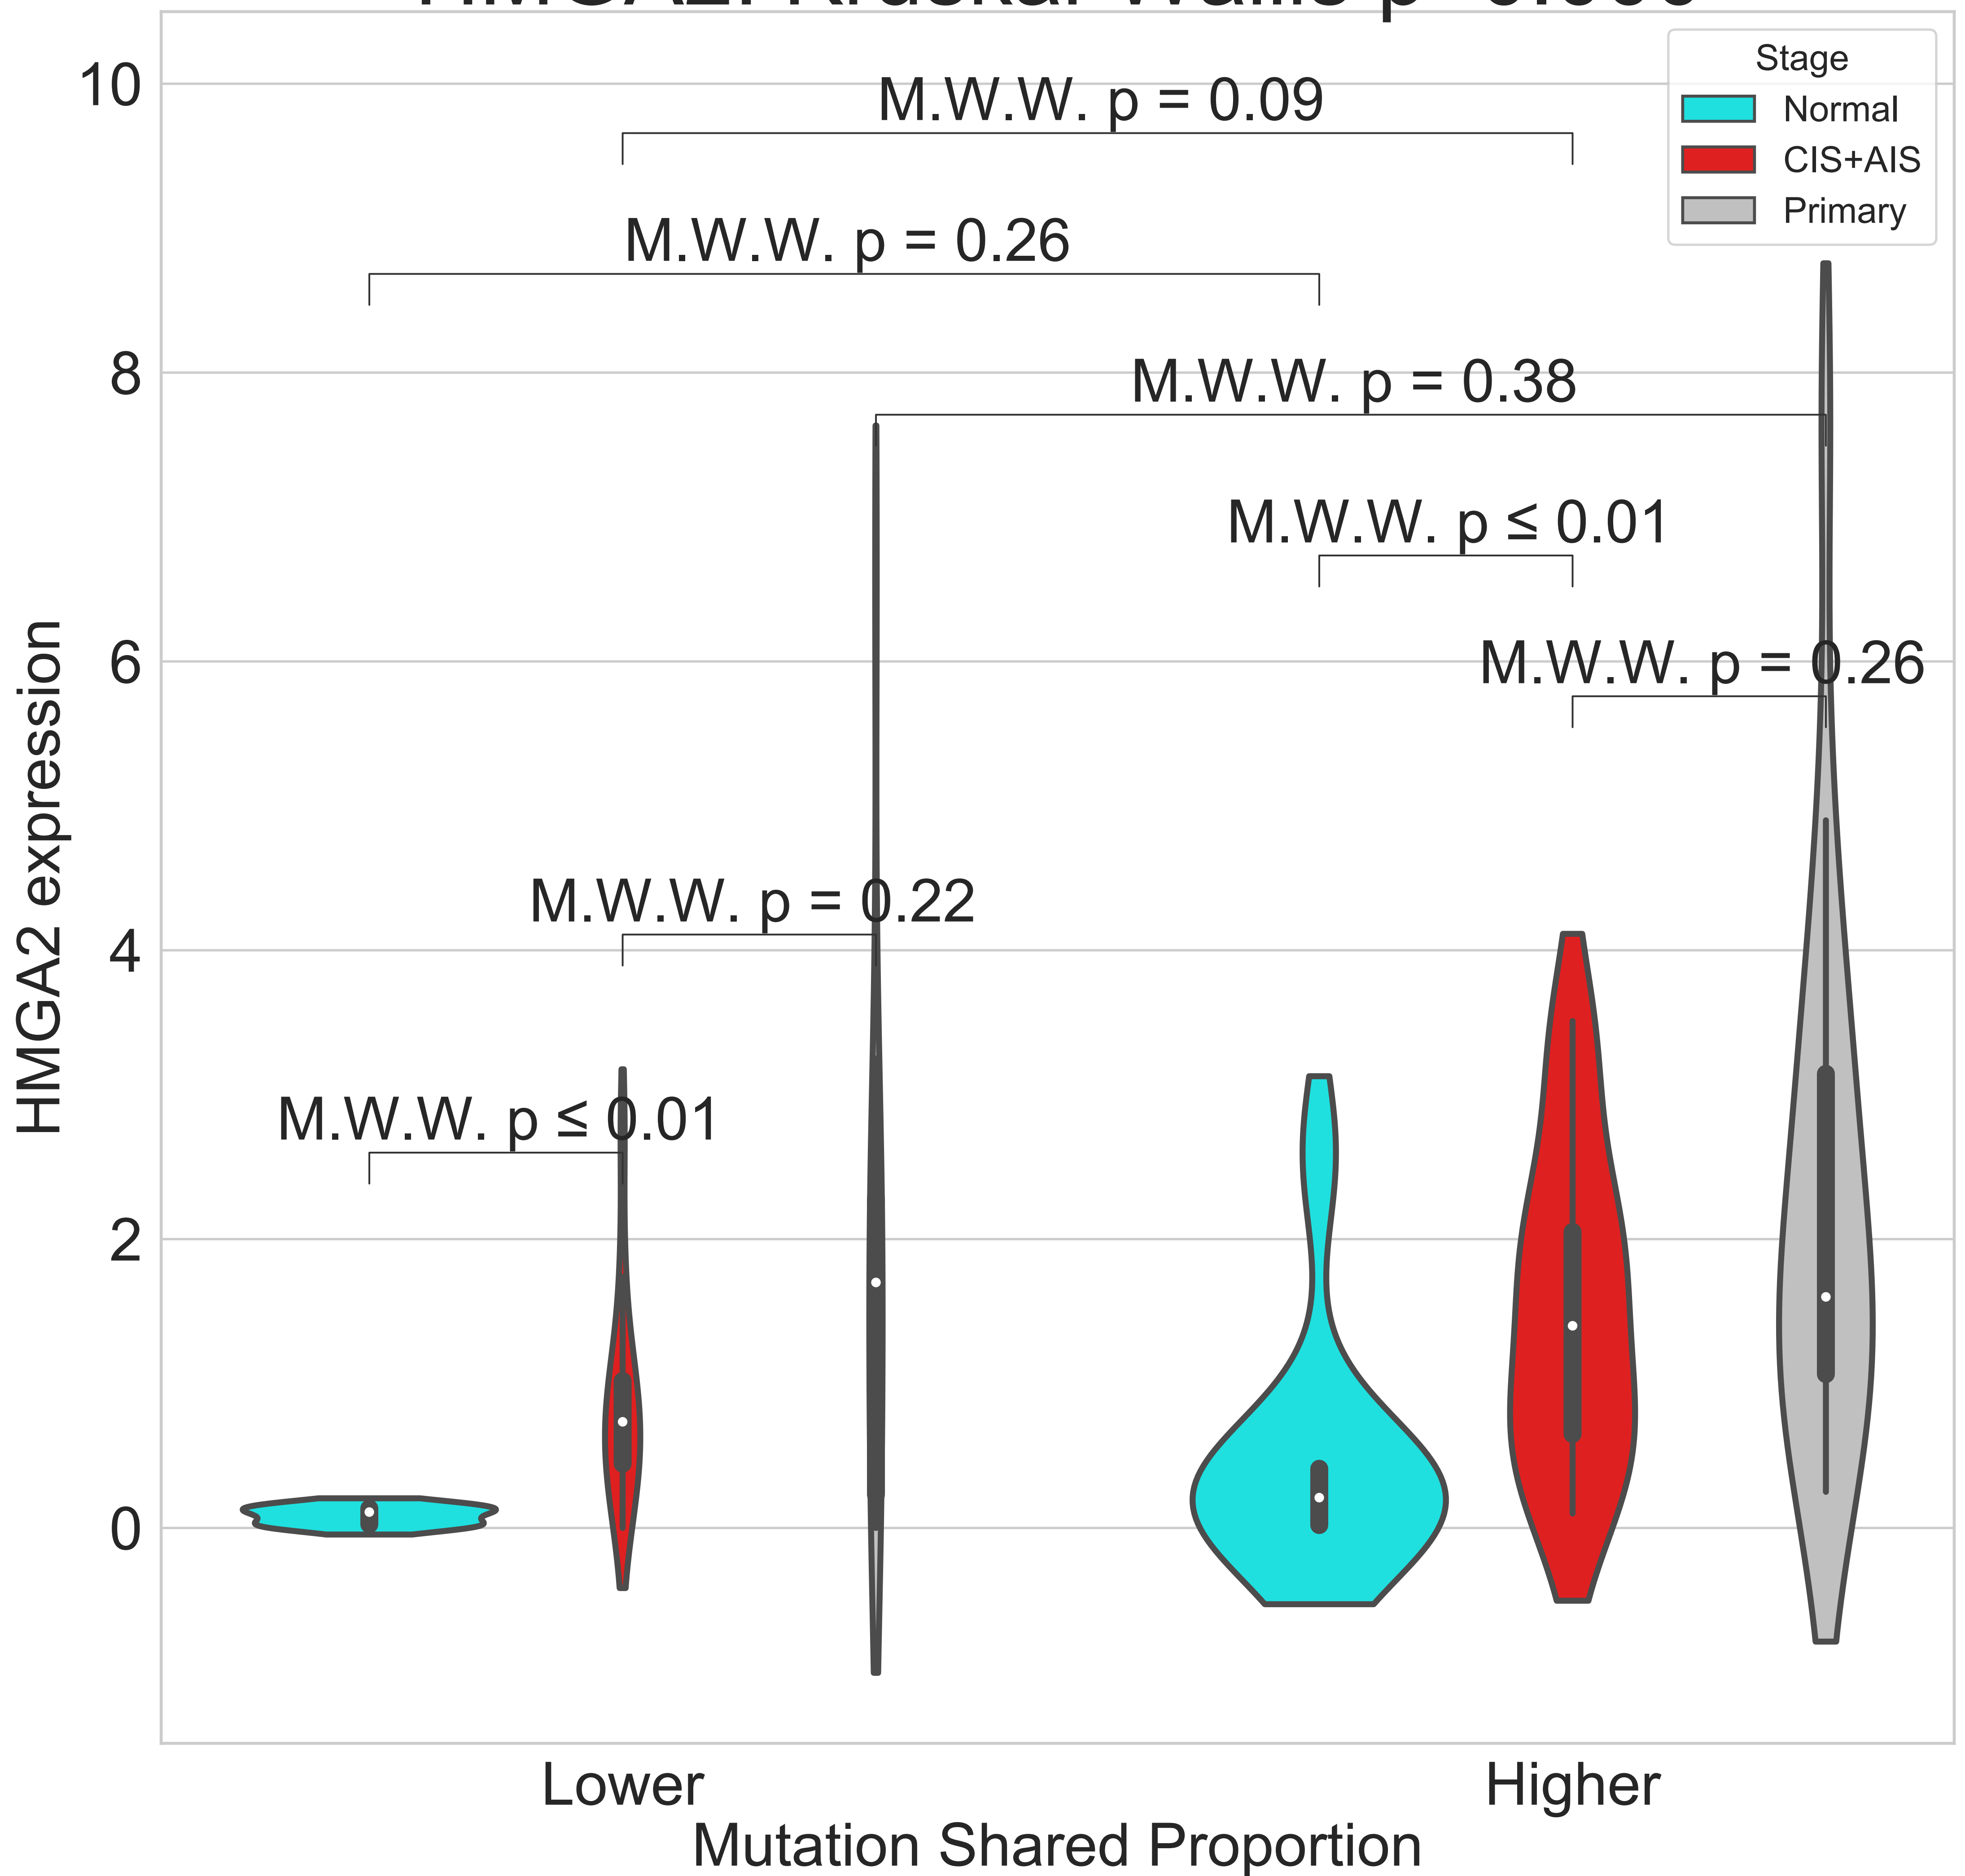 Stage
Normal
CIS+AIS
Primary
M.W.W. p = 0.09
M.W.W. p = 0.26
M.W.W. p = 0.38
M.W.W. p ≤ 0.01
M.W.W. p = 0.26
M.W.W. p = 0.22
M.W.W. p ≤ 0.01
10
8
6
4
2
0
HMGA2 expression
Lower
Higher
Mutation Shared Proportion